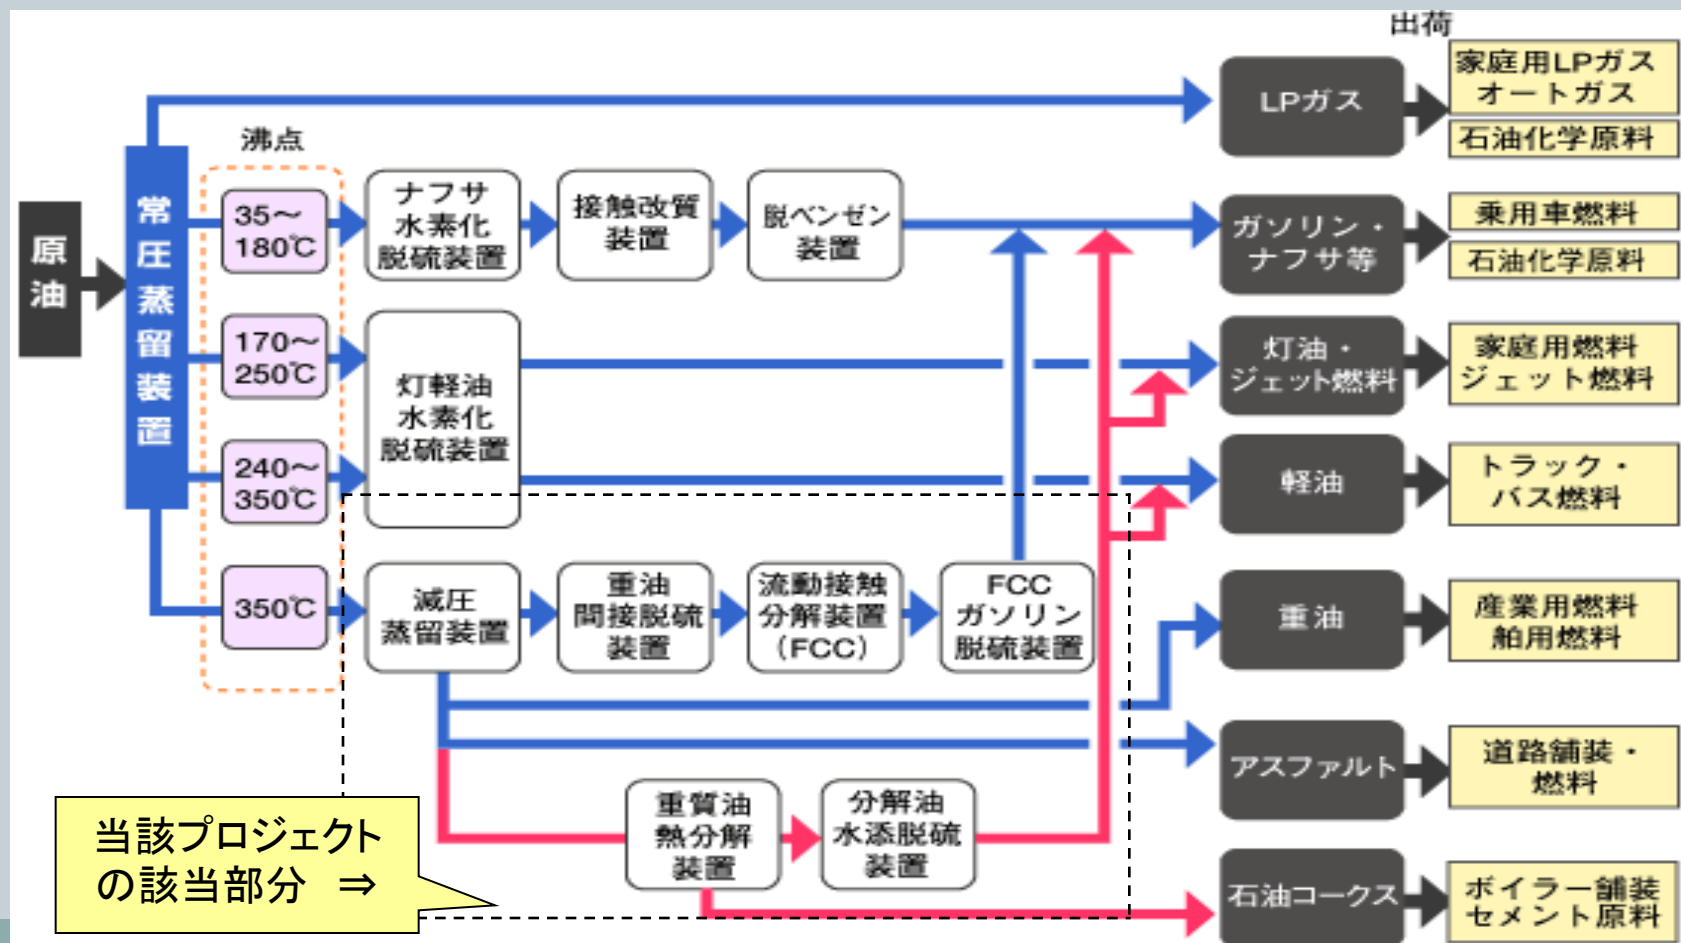 出荷
原
油
常
圧
蒸
留
装
置
沸点
35～
180℃
170～
250℃
240～
350℃
350℃
ナフサ
水素化
脱硫装置
接触改質
装置
脱ベンゼン
装置
灯軽油
水素化
脱硫装置
減圧
蒸留装置
重油
間接脱硫
装置
流動接触
分解装置
(FCC)
FCC
ガソリン
脱硫装置
重質油
熱分解
装置
分解油
水添脱硫
装置
LPガス
家庭用LPガス
オートガス
石油化学原料
ガソリン・
ナフサ等
乗用車燃料
石油化学原料
灯油・
ジェット燃料
家庭用燃料
ジェット燃料
軽油
トラック・
バス燃料
重油
産業用燃料
舶用燃料
アスファルト
道路舗装・
燃料
石油コークス
ボイラー舗装
セメント原料
当該プロジェクト
の該当部分 ⇒